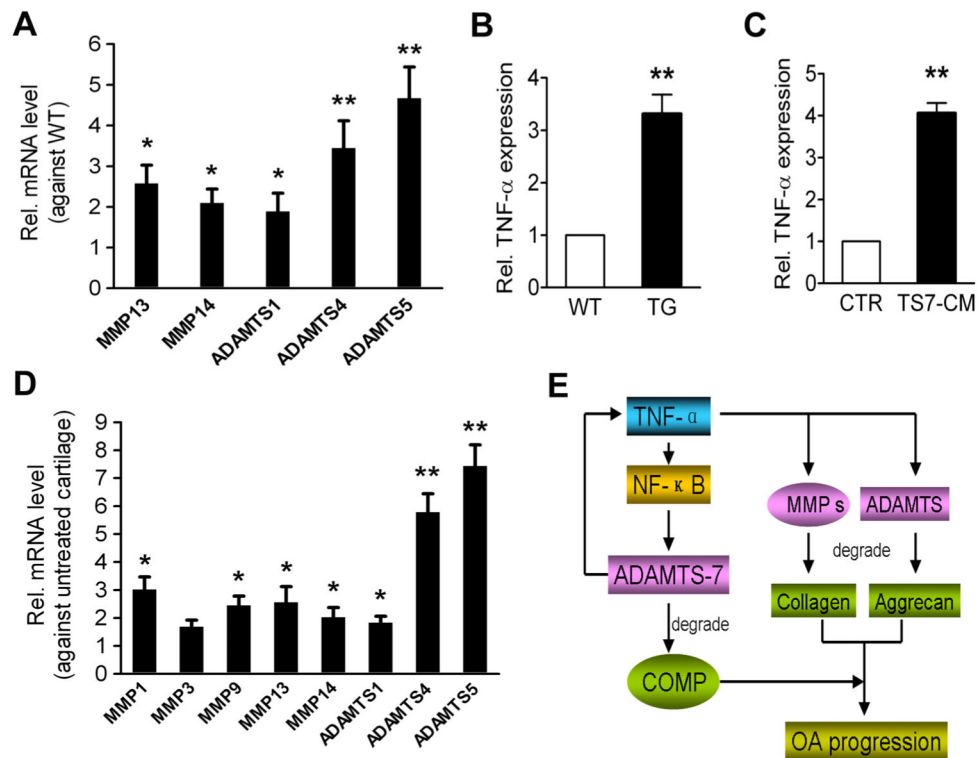 A
Rel. mRNA level
(against WT)
6
5
4
3
2
1
0
*
*
*
**
**
MMP13
MMP14
ADAMTS1
ADAMTS4
ADAMTS5
B
Rel. TNF-α expression
4
3
2
1
0
**
WT
TG
C
Rel. TNF-α expression
5
4
3
2
1
0
**
CTR
TS7-CM
D
Rel. mRNA level
(against untreated cartilage)
9
8
7
6
5
4
3
2
1
0
*
*
*
*
*
**
**
MMP1
MMP3
MMP9
MMP13
MMP14
ADAMTS1
ADAMTS4
ADAMTS5
E
TNF-α
NF-κB
MMPs
ADAMTS
ADAMTS-7
degrade
degrade
Collagen
Aggrecan
COMP
OA progression